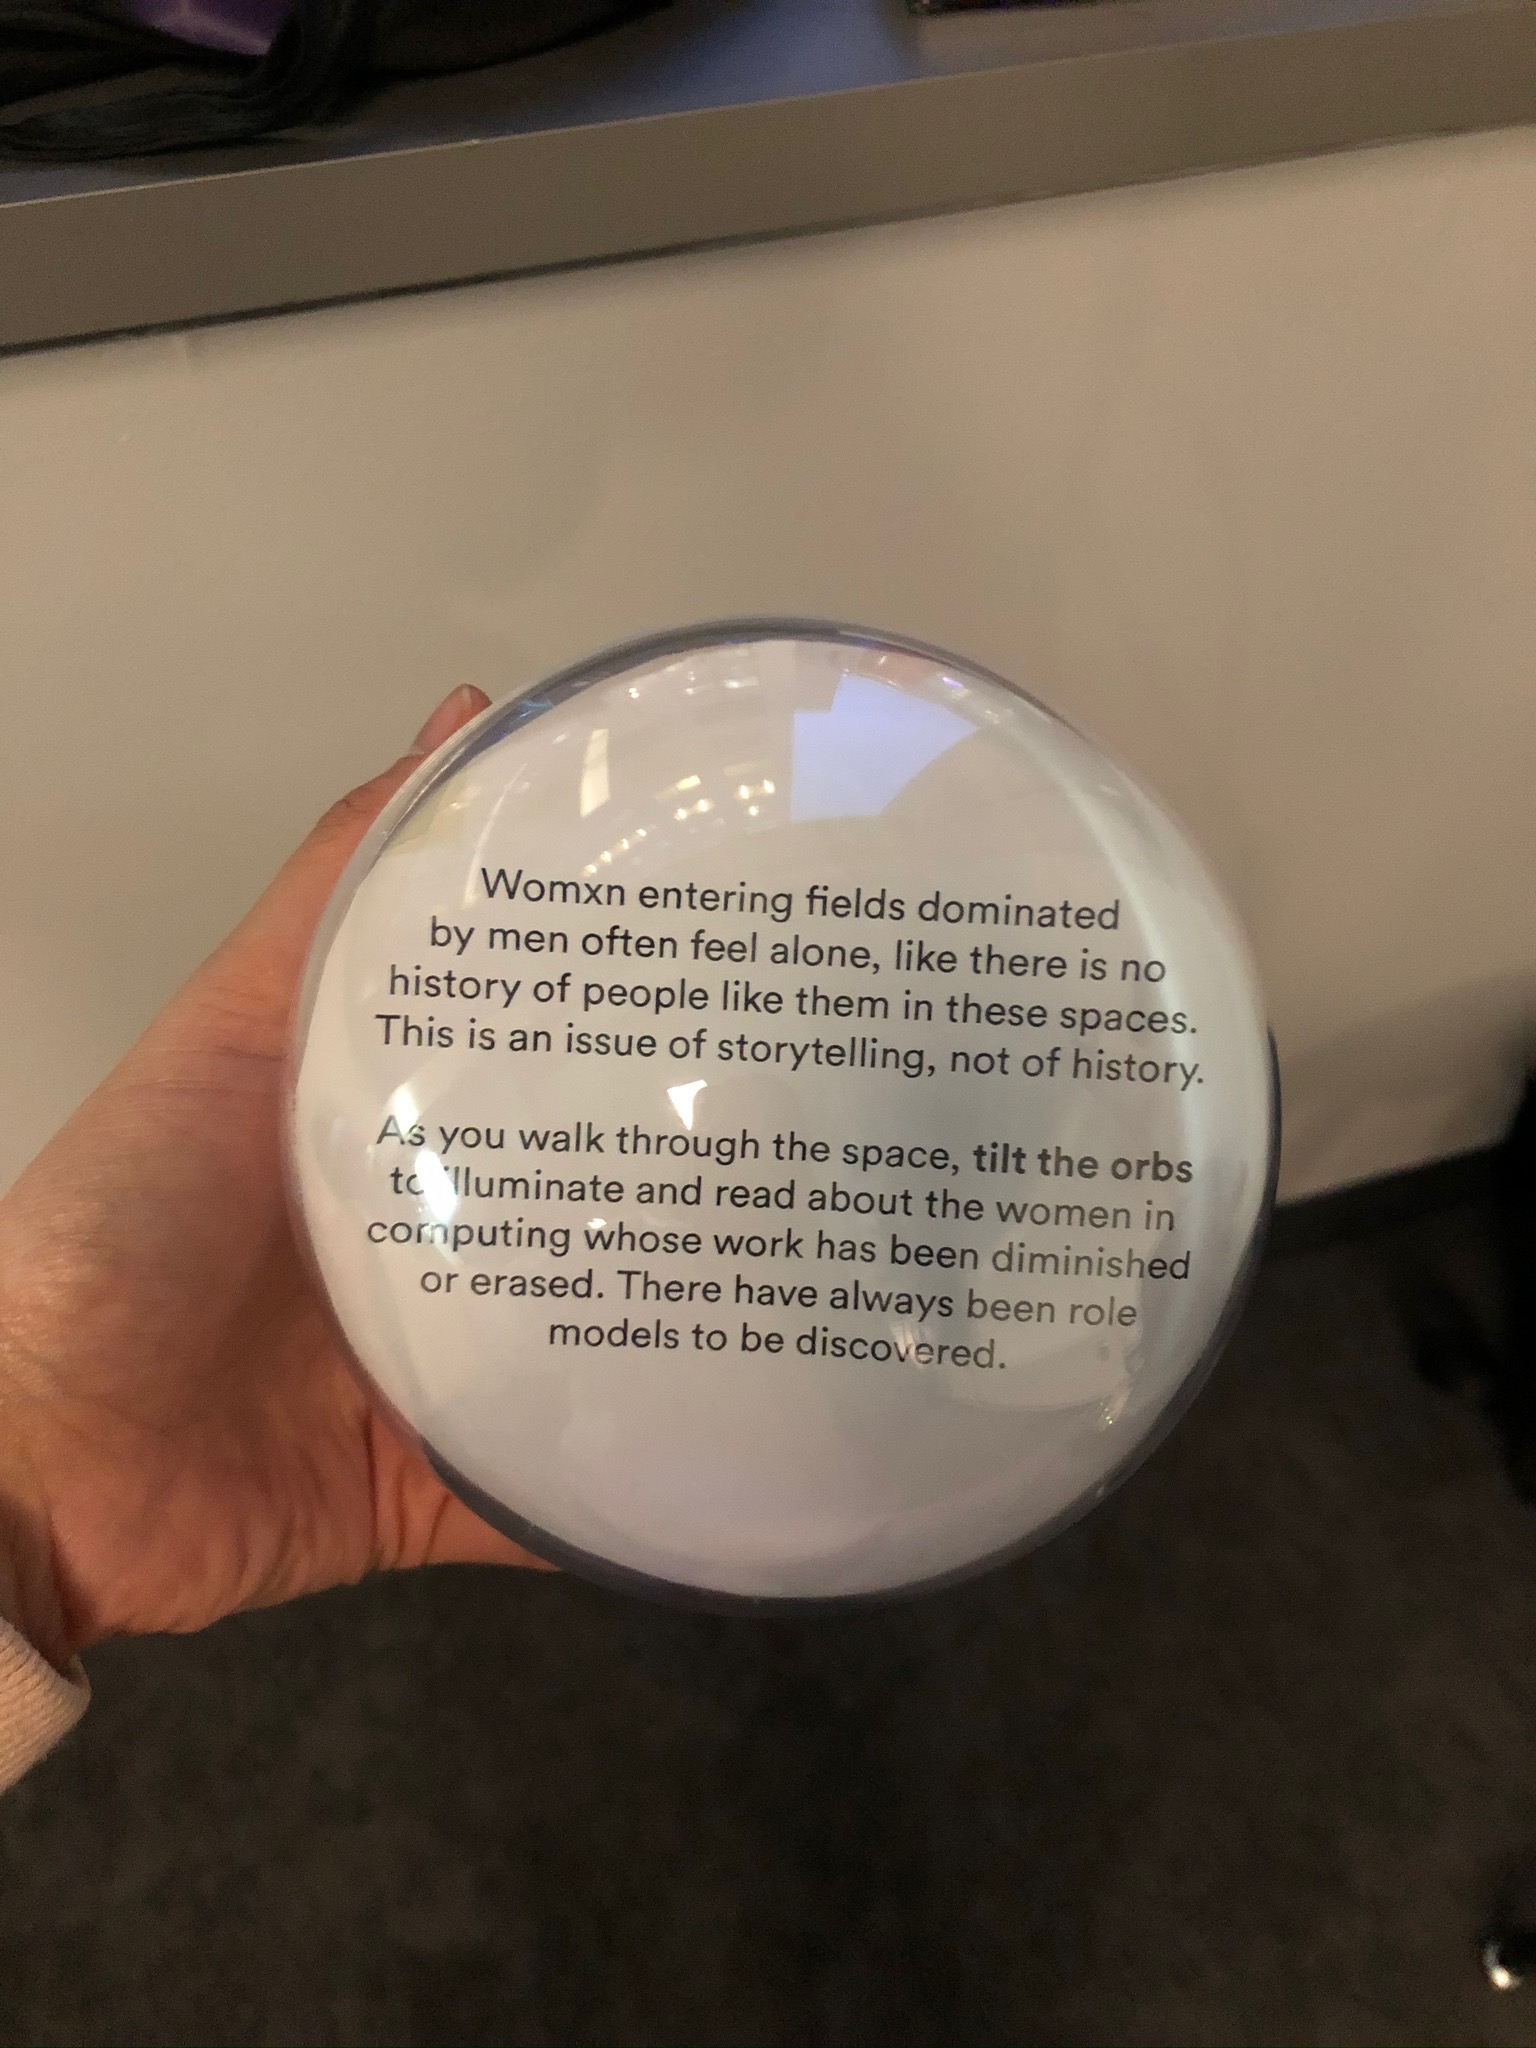 Womxn entering fields dominated
by men often feel alone, like there is no
history of people like them in these spaces.
This is an issue of storytelling, not of history.
As you walk through the space, tilt the orbs
to illuminate and read about the women in
computing whose work has been diminished
or erased. There have always been role
models to be discovered.